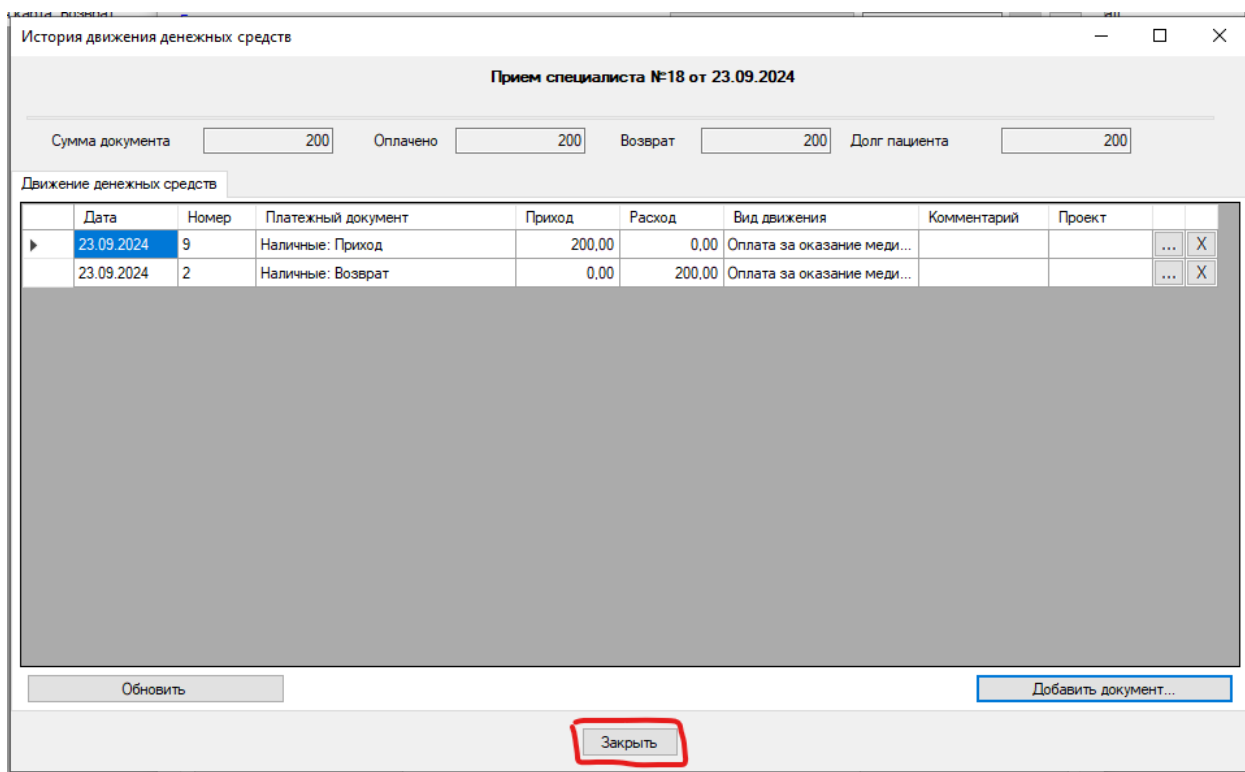 История движения денежных средств
Прием специалиста №18 от 23.09.2024
Сумма документа 200 Оплачено 200 Возврат 200 Долг пациента 200
Движение денежных средств
Дата Номер Платежный документ Приход Расход Вид движения Комментарий Проект
23.09.2024 9 Наличные: Приход 200,00 0,00 Оплата за оказание меди... ... X
23.09.2024 2 Наличные: Возврат 0,00 200,00 Оплата за оказание меди... ... X
Обновить Добавить документ...
Закрыть